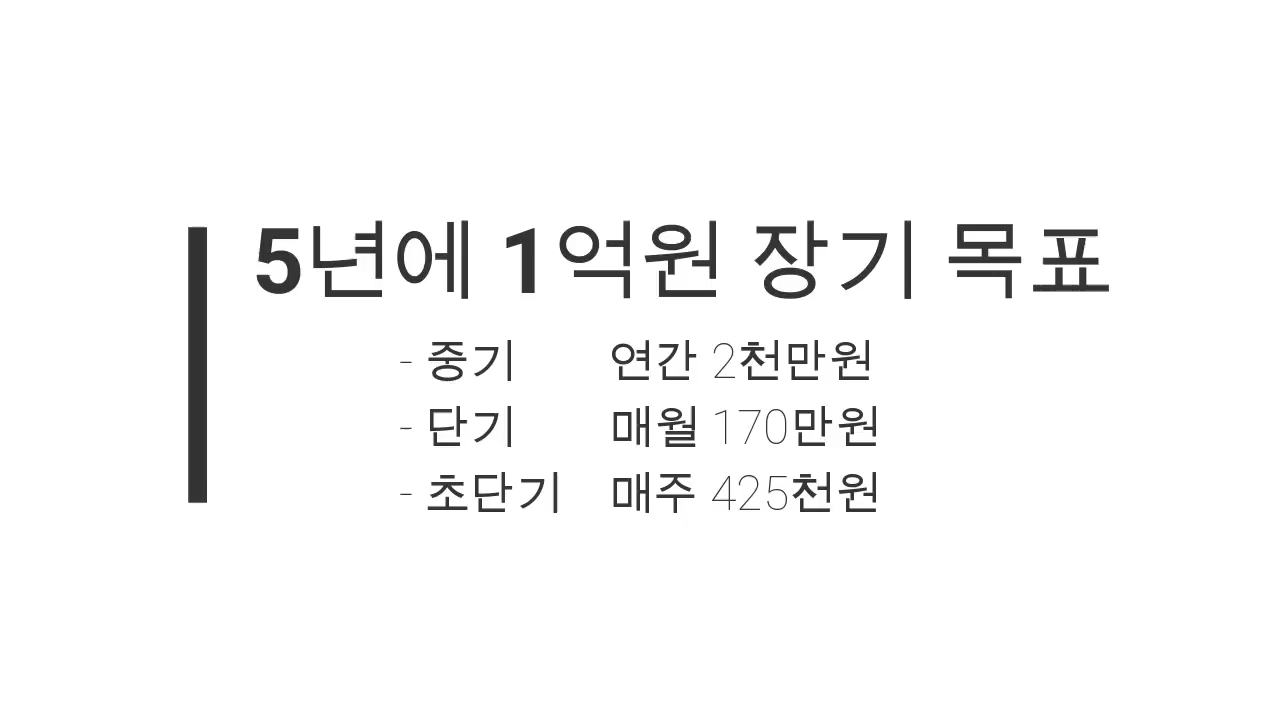 5년에 1억원 장기 목표
- 중기 연간 2천만원
- 단기 매월 170만원
- 초단기 매주 425천원